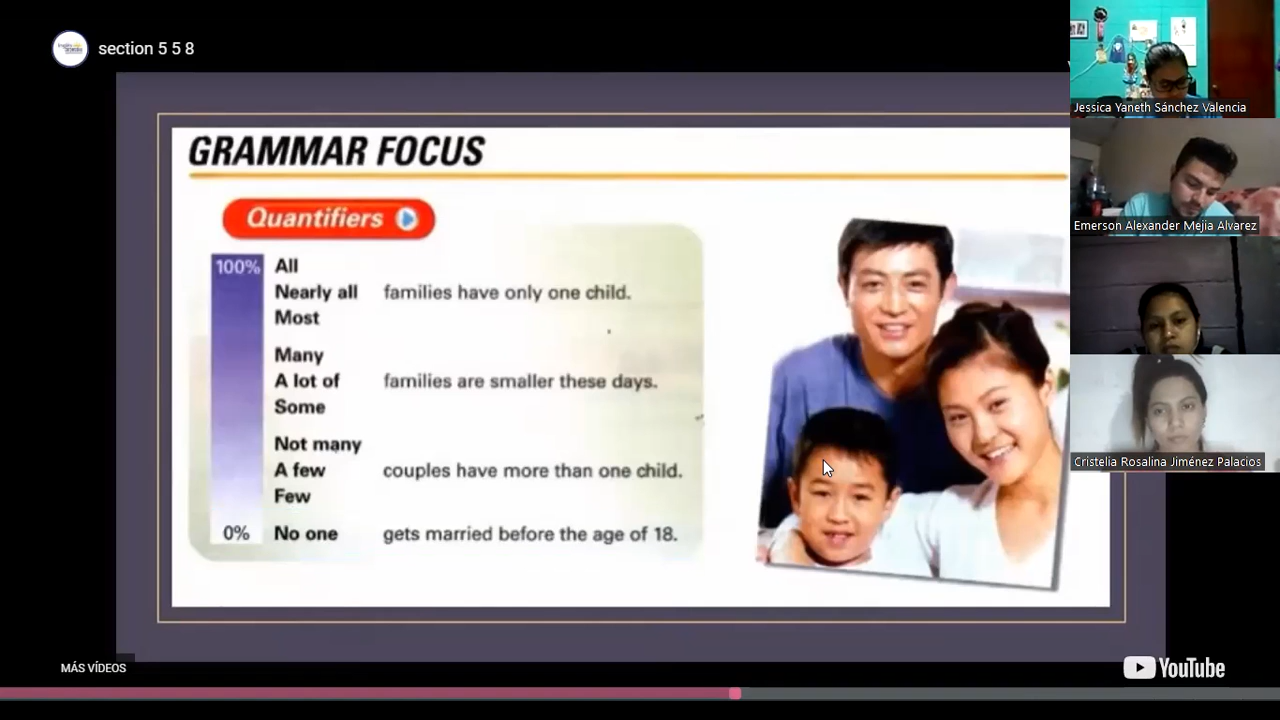 section 5 5 8
GRAMMAR FOCUS
Quantifiers
100% All
Nearly all families have only one child.
Most
Many
A lot of families are smaller these days.
Some
Not many
A few couples have more than one child.
Few
0% No one gets married before the age of 18.
MÁS VÍDEOS
YouTube
Jessica Yaneth Sánchez Valencia
Emerson Alexander Mejia Alvarez
Cristelia Rosalina Jiménez Palacios